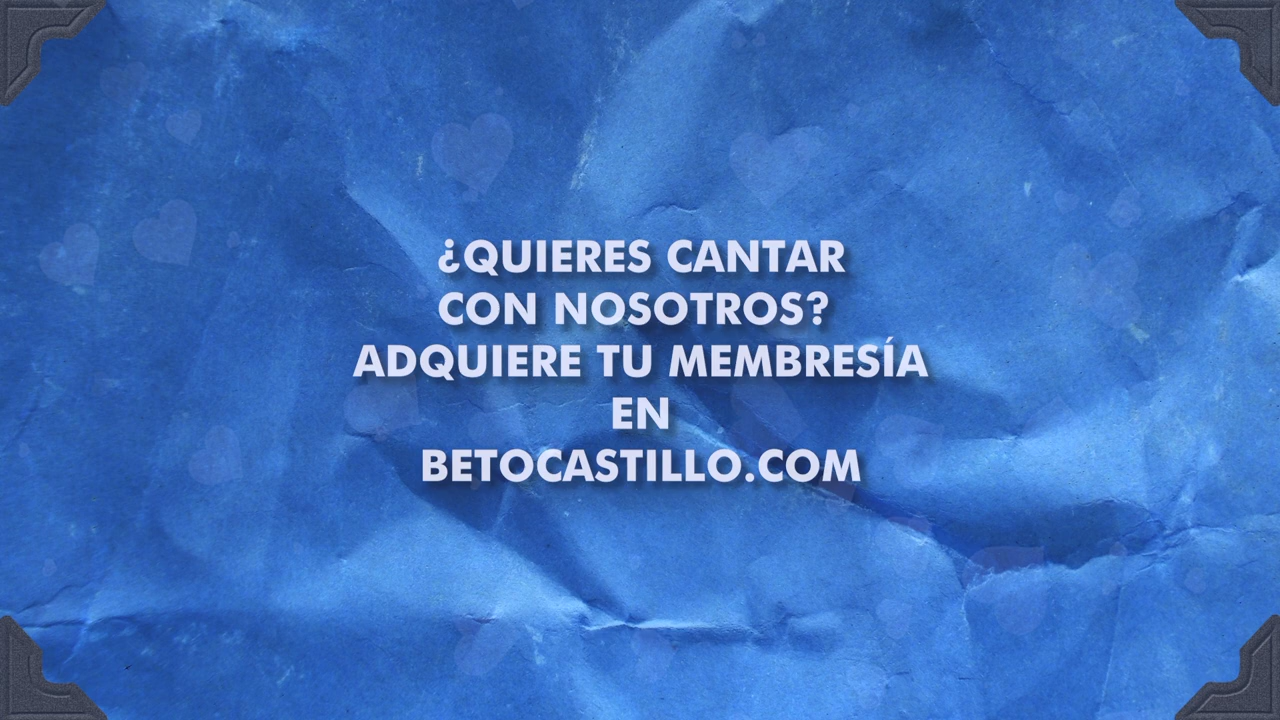 ¿QUIERES CANTAR
CON NOSOTROS?
ADQUIERE TU MEMBRESÍA
EN
BETOCASTILLO.COM